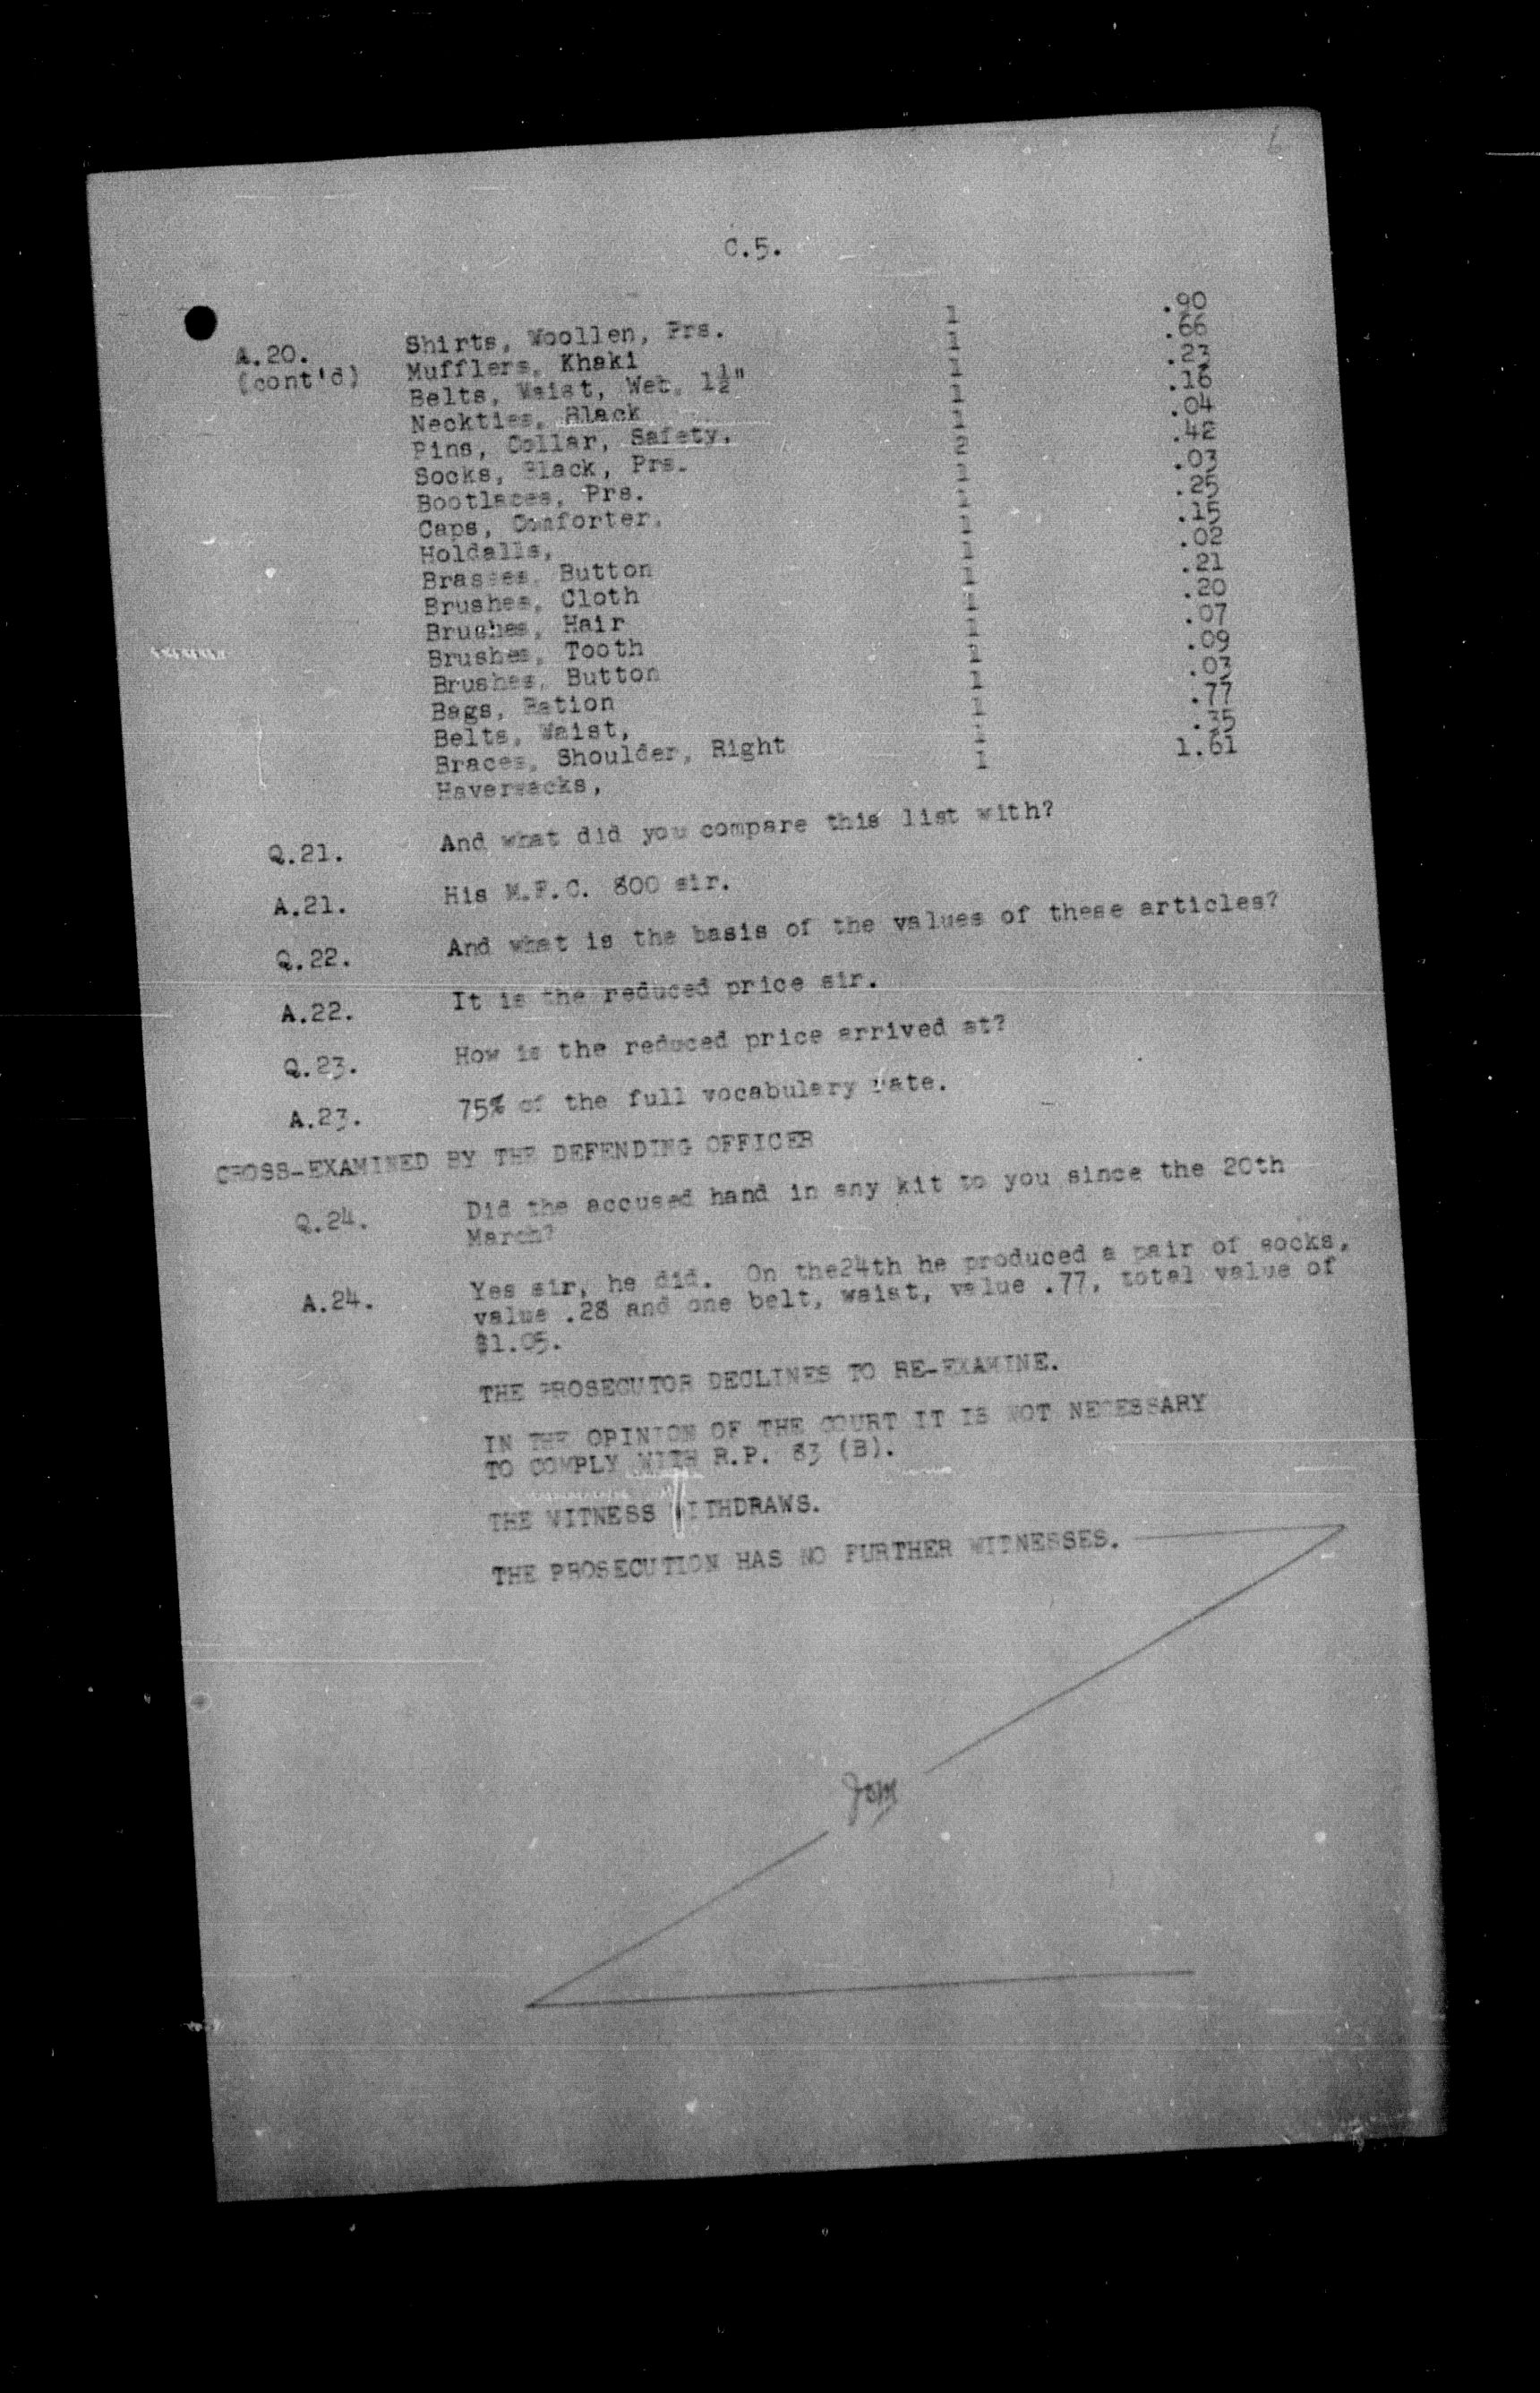 6
C.5.
A.20. Shirts, Woollen, Prs. 1 .90
(cont'd) Mufflers, Khaki 1 .66
Belts, Waist, Web, 1½" 1 .23
Neckties, Black 1 .16
Pins, Collar, Safety, 1 .04
Socks, Black, Prs. 2 .42
Bootlaces, Prs. 1 .03
Caps, Comforter, 1 .25
Holdalls, 1 .15
Brasses, Button 1 .02
Brushes, Cloth 1 .21
Brushes, Hair 1 .20
Brushes, Tooth 1 .07
Brushes, Button 1 .09
Bags, Ration 1 .03
Belts, Waist, 1 .77
Braces, Shoulder, Right 1 .35
Haversacks, 1 1.61
Q.21. And what did you compare this list with?
A.21. His M.F.C. 800 sir.
Q.22. And what is the basis of the values of these articles?
A.22. It is the reduced price sir.
Q.23. How is the reduced price arrived at?
A.23. 75% of the full vocabulary rate.
CROSS-EXAMINED BY THE DEFENDING OFFICER
Q.24. Did the accused hand in any kit to you since the 20th
March?
A.24. Yes sir, he did. On the24th he produced a pair of socks,
value .28 and one belt, waist, value .77, total value of
$1.05.
THE PROSECUTOR DECLINES TO RE-EXAMINE.
IN THE OPINION OF THE COURT IT IS NOT NECESSARY
TO COMPLY WITH R.P. 83 (B).
THE WITNESS WITHDRAWS.
THE PROSECUTION HAS NO FURTHER WITNESSES.